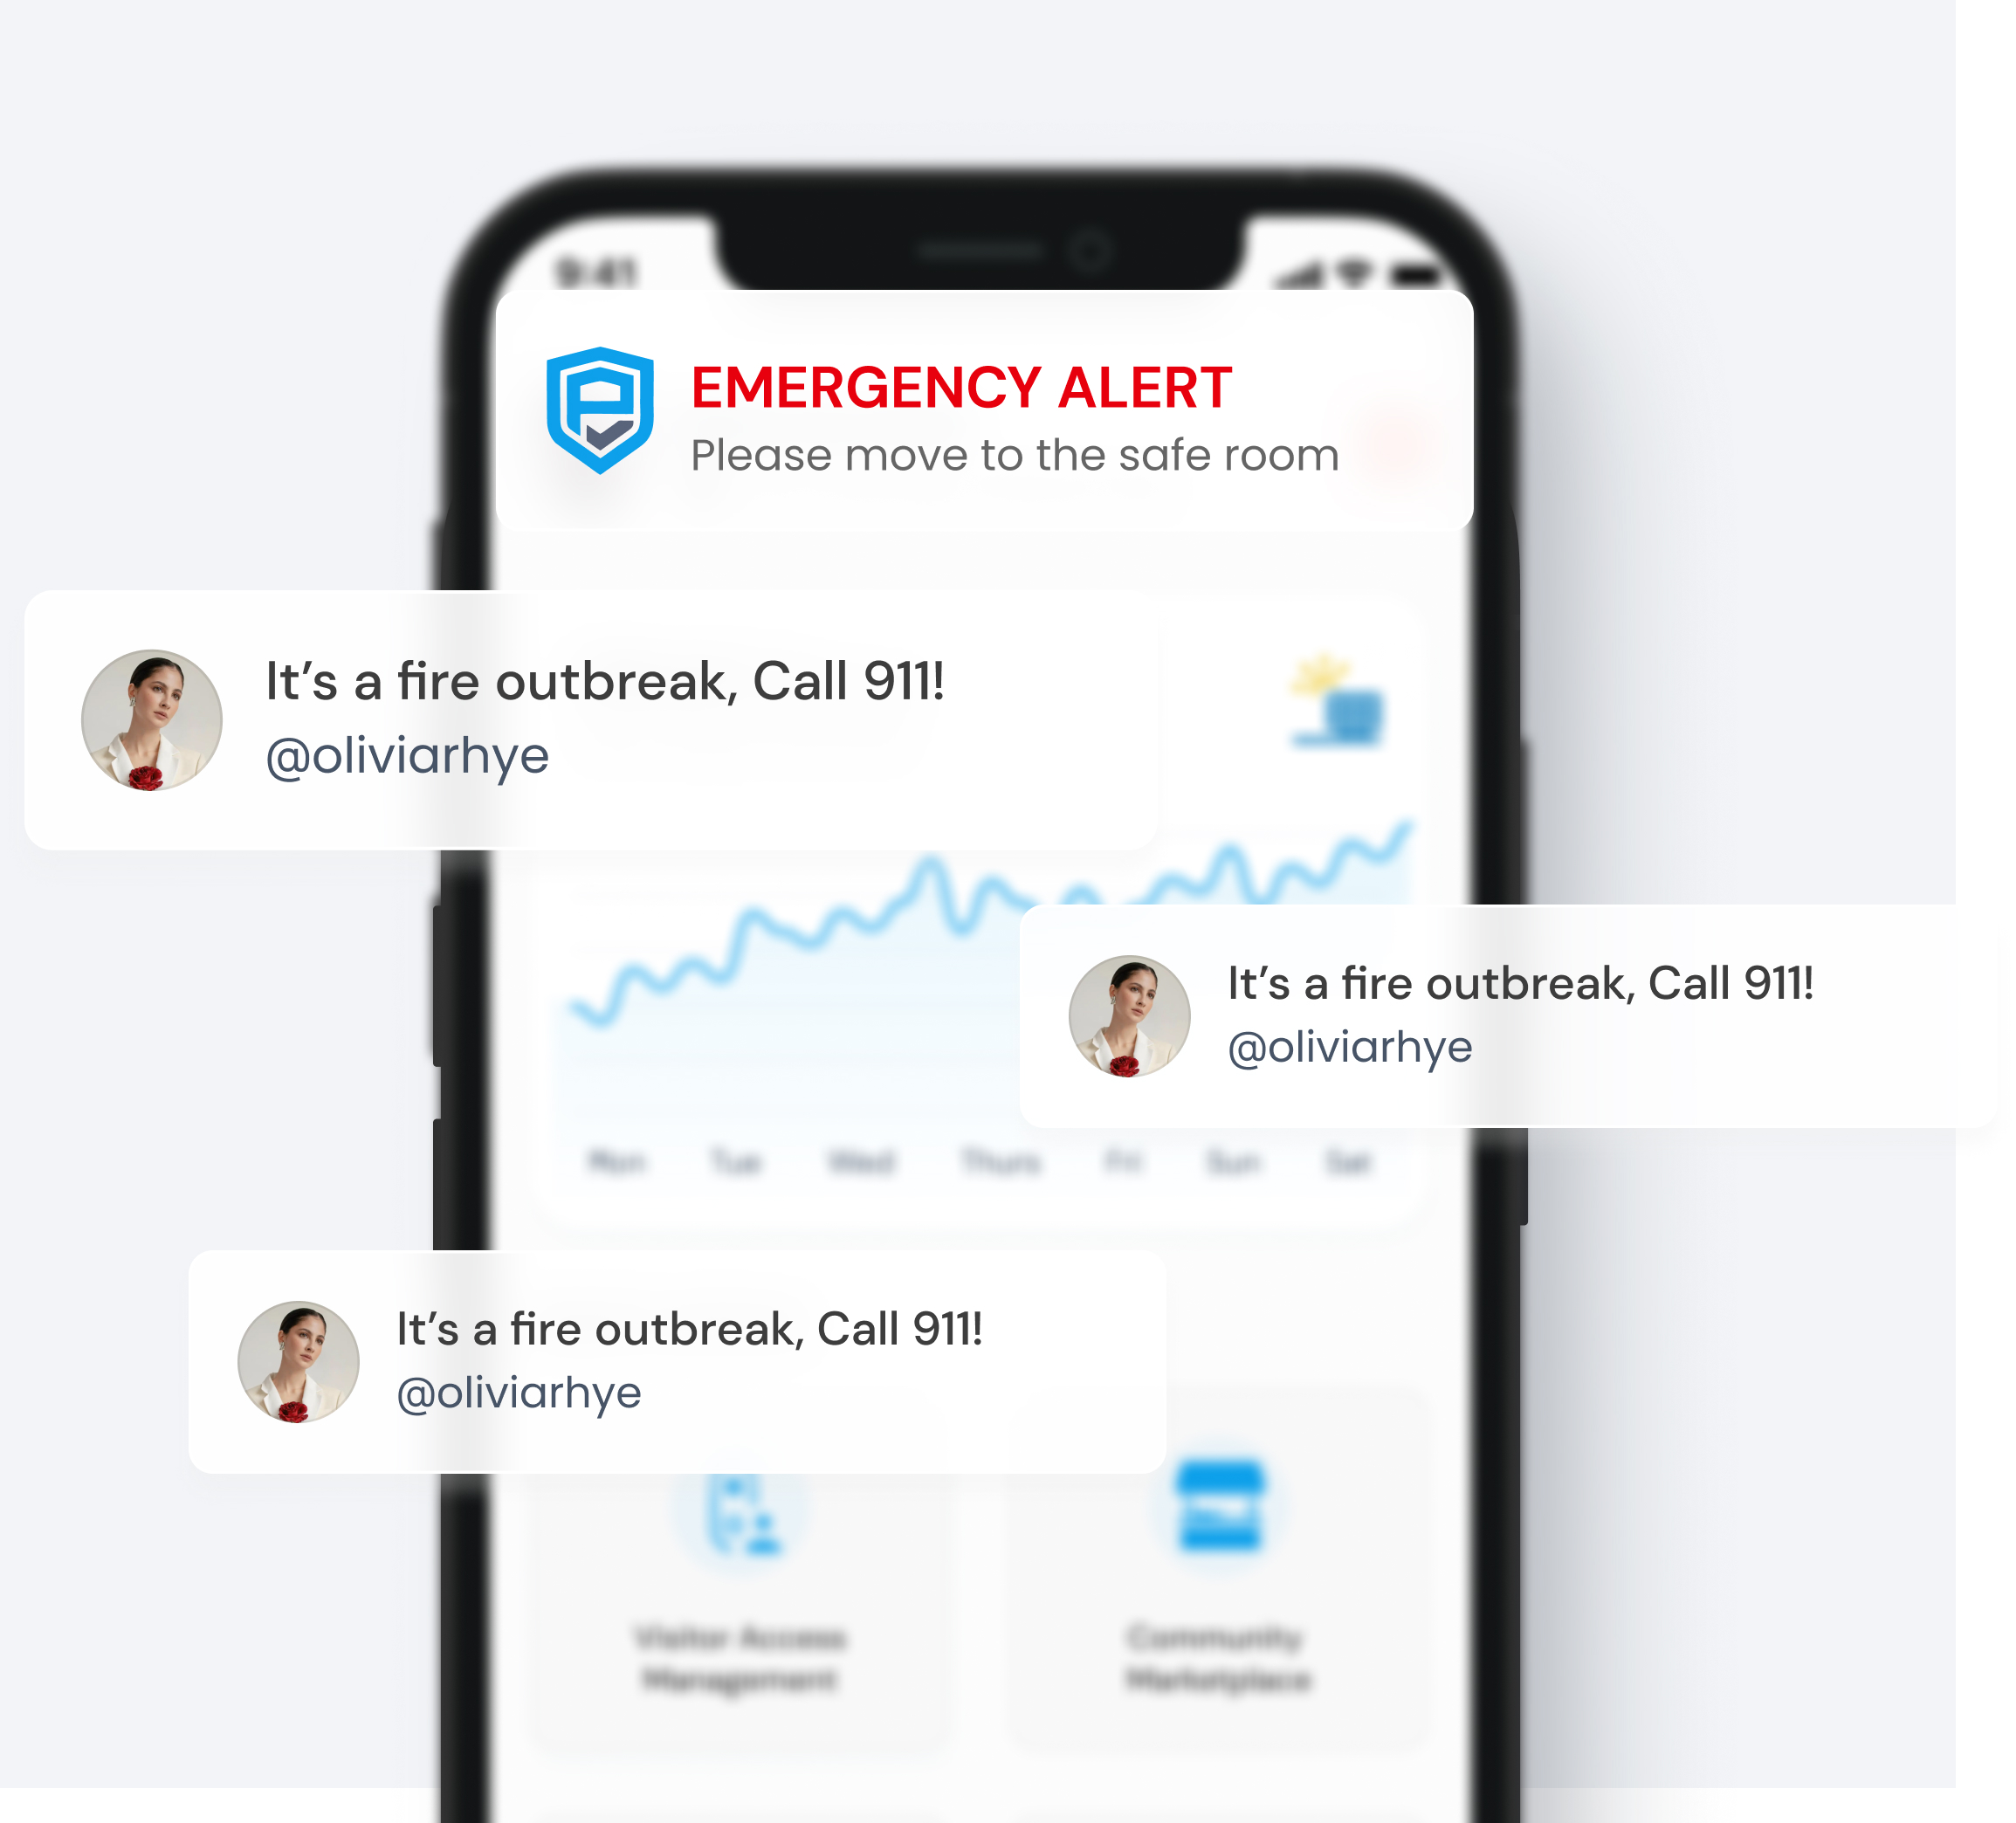 9:41
EMERGENCY ALERT
Please move to the safe room
It’s a fire outbreak, Call 911!
@oliviarhye
It’s a fire outbreak, Call 911!
@oliviarhye
Mon Tue Wed Thurs Fri Sun Sat
It’s a fire outbreak, Call 911!
@oliviarhye
Visitor Access
Management
Community
Marketplace